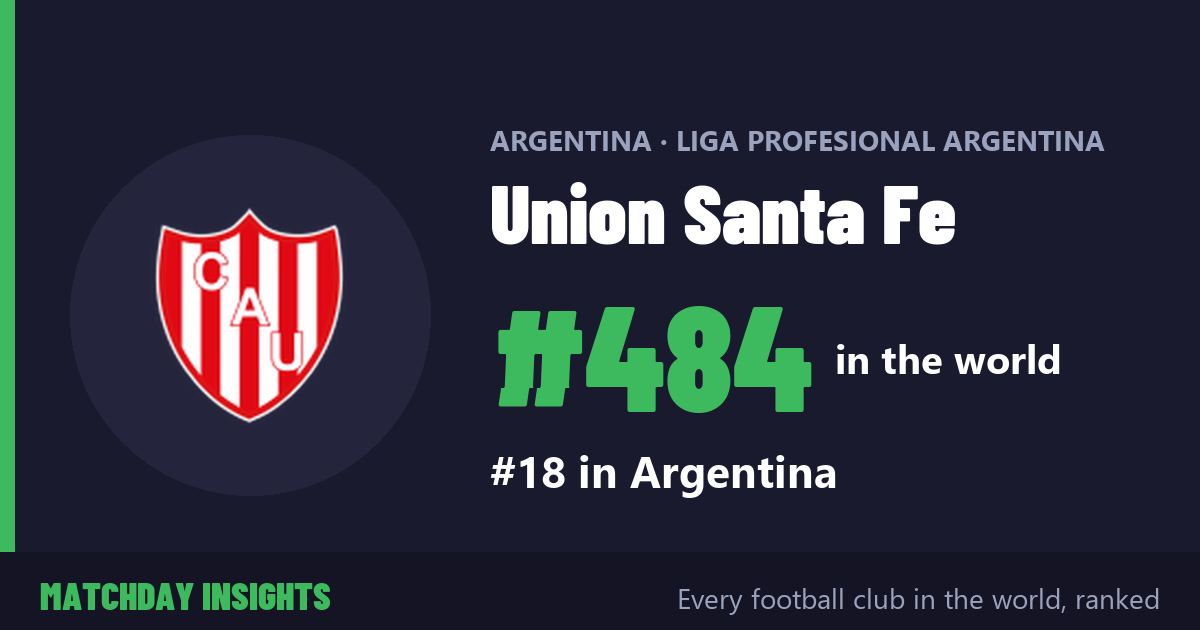 ARGENTINA · LIGA PROFESIONAL ARGENTINA
Union Santa Fe
CAU
#484 in the world
#18 in Argentina
MATCHDAY INSIGHTS
Every football club in the world, ranked